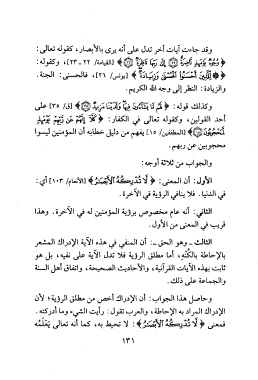 وقد جاءت آيات أخر تدل على أنه يرى بالأبصار، كقوله تعالى:
﴿وُجُوهٌ يَوْمَئِذٍ نَاضِرَةٌ إِلَى رَبِّهَا نَاظِرَةٌ﴾ [القيامة/ ٢٢ ـ ٢٣]، وكقوله:
﴿لِلَّذِينَ أَحْسَنُوا الْحُسْنَى وَزِيَادَةٌ﴾ [يونس/ ٢٦]، فالحسنى: الجنة.
والزيادة: النظر إلى وجه الله الكريم.
وكذلك قوله: ﴿لَهُمْ مَا يَشَاءُونَ فِيهَا وَلَدَيْنَا مَزِيدٌ﴾ [ق/ ٣٥] على
أحد القولين، وكقوله تعالى في الكفار: ﴿كَلَّا إِنَّهُمْ عَنْ رَبِّهِمْ يَوْمَئِذٍ
لَمَحْجُوبُونَ﴾ [المطففين/ ١٥] يفهم من دليل خطابه أن المؤمنين ليسوا
محجوبين عن ربهم.
والجواب من ثلاثة أوجه:
الأول: أن المعنى: ﴿لَا تُدْرِكُهُ الْأَبْصَارُ﴾ [الأنعام/ ١٠٣] أي:
في الدنيا. فلا ينافي الرؤية في الآخرة.
الثاني: أنه عام مخصوص برؤية المؤمنين له في الآخرة. وهذا
قريب في المعنى من الأول.
الثالث ـ وهو الحق ـ: أن المنفي في هذه الآية الإدراك المشعر
بالإحاطة بالكُنْهِ، أما مطلق الرؤية فلا تدل الآية على نفيه، بل هو
ثابت بهذه الآيات القرآنية، والأحاديث الصحيحة، واتفاق أهل السنة
والجماعة على ذلك.
وحاصل هذا الجواب: أن الإدراك أخص من مطلق الرؤية؛ لأن
الإدراك المراد به الإحاطة، والعرب تقول: رأيت الشيء وما أدركته.
فمعنى ﴿لَا تُدْرِكُهُ الْأَبْصَارُ﴾: لا تحيط به، كما أنه تعالى يَعْلَمُه
١٣١